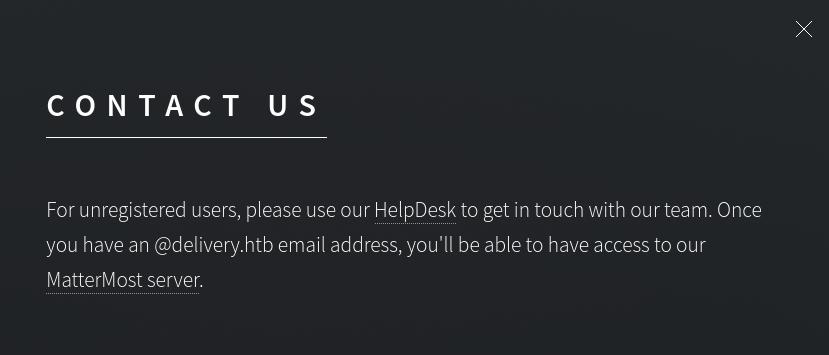 CONTACT US
For unregistered users, please use our HelpDesk to get in touch with our team. Once
you have an @delivery.htb email address, you'll be able to have access to our
MatterMost server.